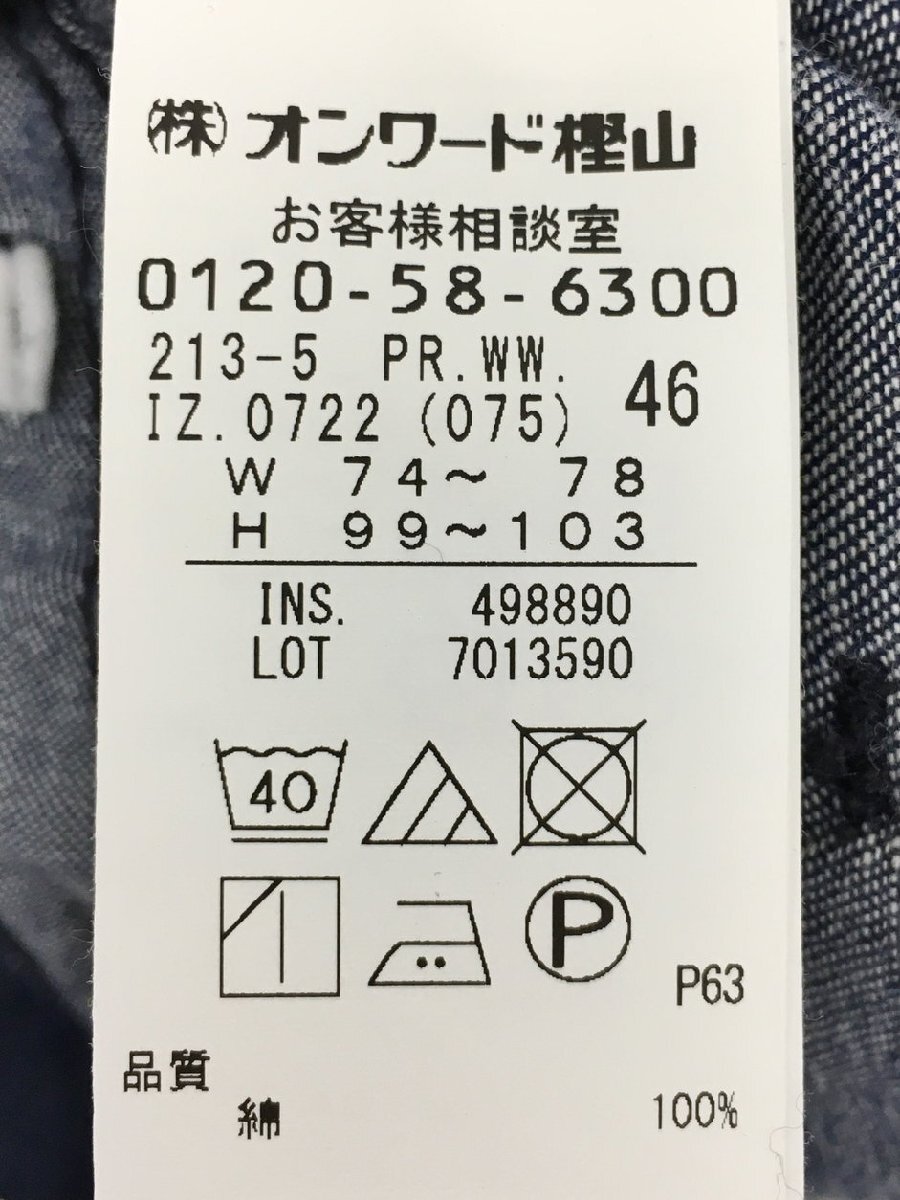 (株)オンワード樫山
お客様相談室
0120-58-6300
213-5 PR.WW.
IZ.0722 (075) 46
W 74～ 78
H 99～103
INS. 498890
LOT 7013590
40
P
P63
品質
綿 100%